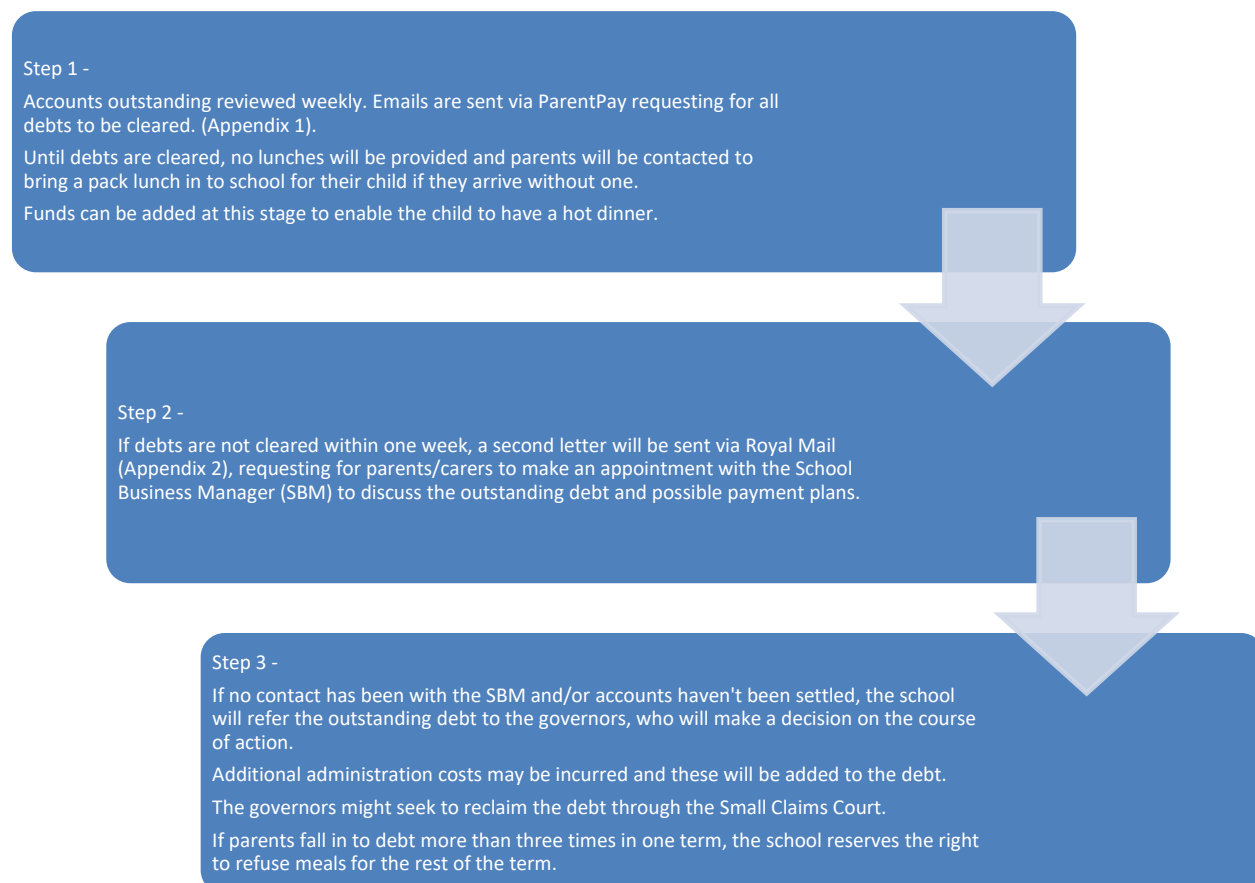 Step 1 -
Accounts outstanding reviewed weekly. Emails are sent via ParentPay requesting for all
debts to be cleared. (Appendix 1).
Until debts are cleared, no lunches will be provided and parents will be contacted to
bring a pack lunch in to school for their child if they arrive without one.
Funds can be added at this stage to enable the child to have a hot dinner.
Step 2 -
If debts are not cleared within one week, a second letter will be sent via Royal Mail
(Appendix 2), requesting for parents/carers to make an appointment with the School
Business Manager (SBM) to discuss the outstanding debt and possible payment plans.
Step 3 -
If no contact has been with the SBM and/or accounts haven't been settled, the school
will refer the outstanding debt to the governors, who will make a decision on the course
of action.
Additional administration costs may be incurred and these will be added to the debt.
The governors might seek to reclaim the debt through the Small Claims Court.
If parents fall in to debt more than three times in one term, the school reserves the right
to refuse meals for the rest of the term.